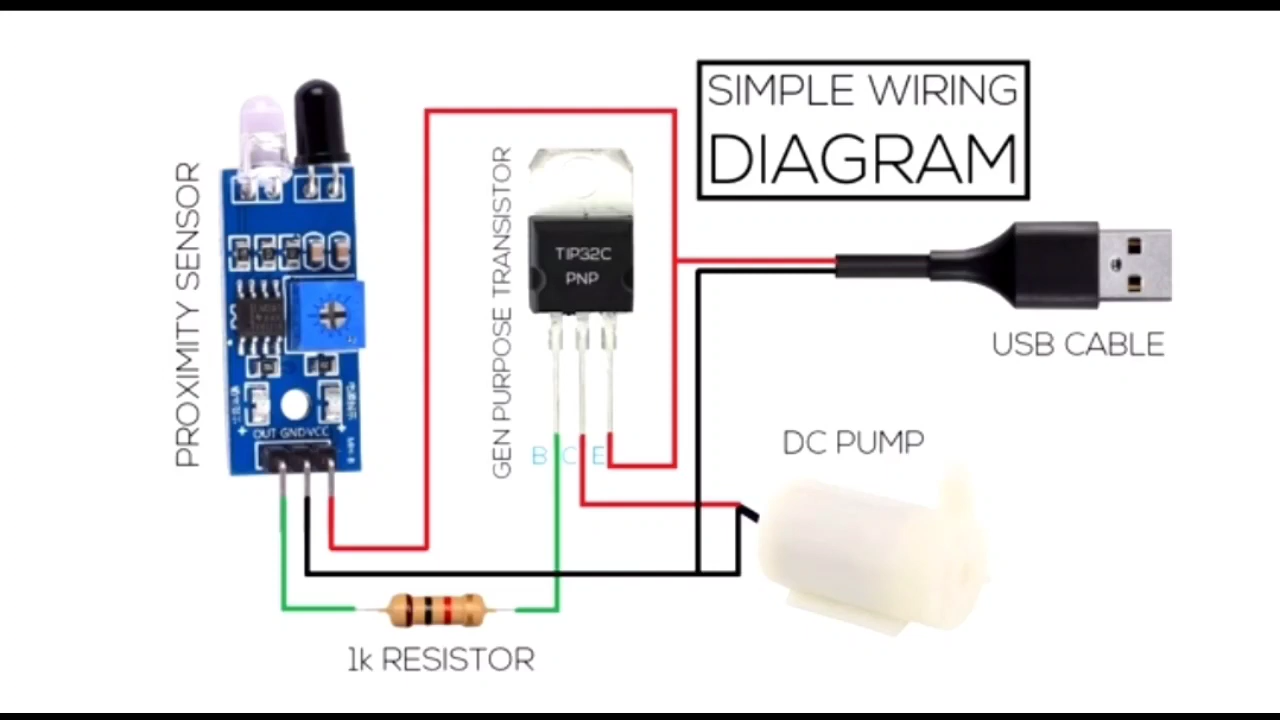 SIMPLE WIRING
DIAGRAM
PROXIMITY SENSOR
GEN PURPOSE TRANSISTOR
TIP32C
PNP
USB CABLE
OUT GND VCC
B C E
DC PUMP
1k RESISTOR